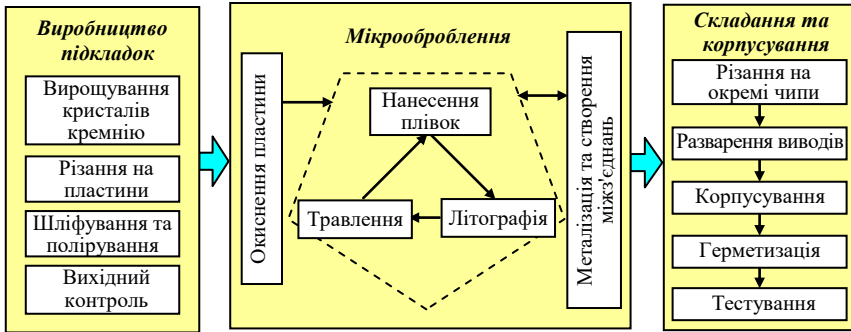 Виробництво
підкладок
Вирощування
кристалів
кремнію
Різання на
пластини
Шліфування та
полірування
Вихідний
контроль
Мікрооброблення
Окиснення пластини
Нанесення
плівок
Травлення
Літографія
Металізація та створення
міжз'єднань
Складання та
корпусування
Різання на
окремі чипи
Разварення виводів
Корпусування
Герметизація
Тестування